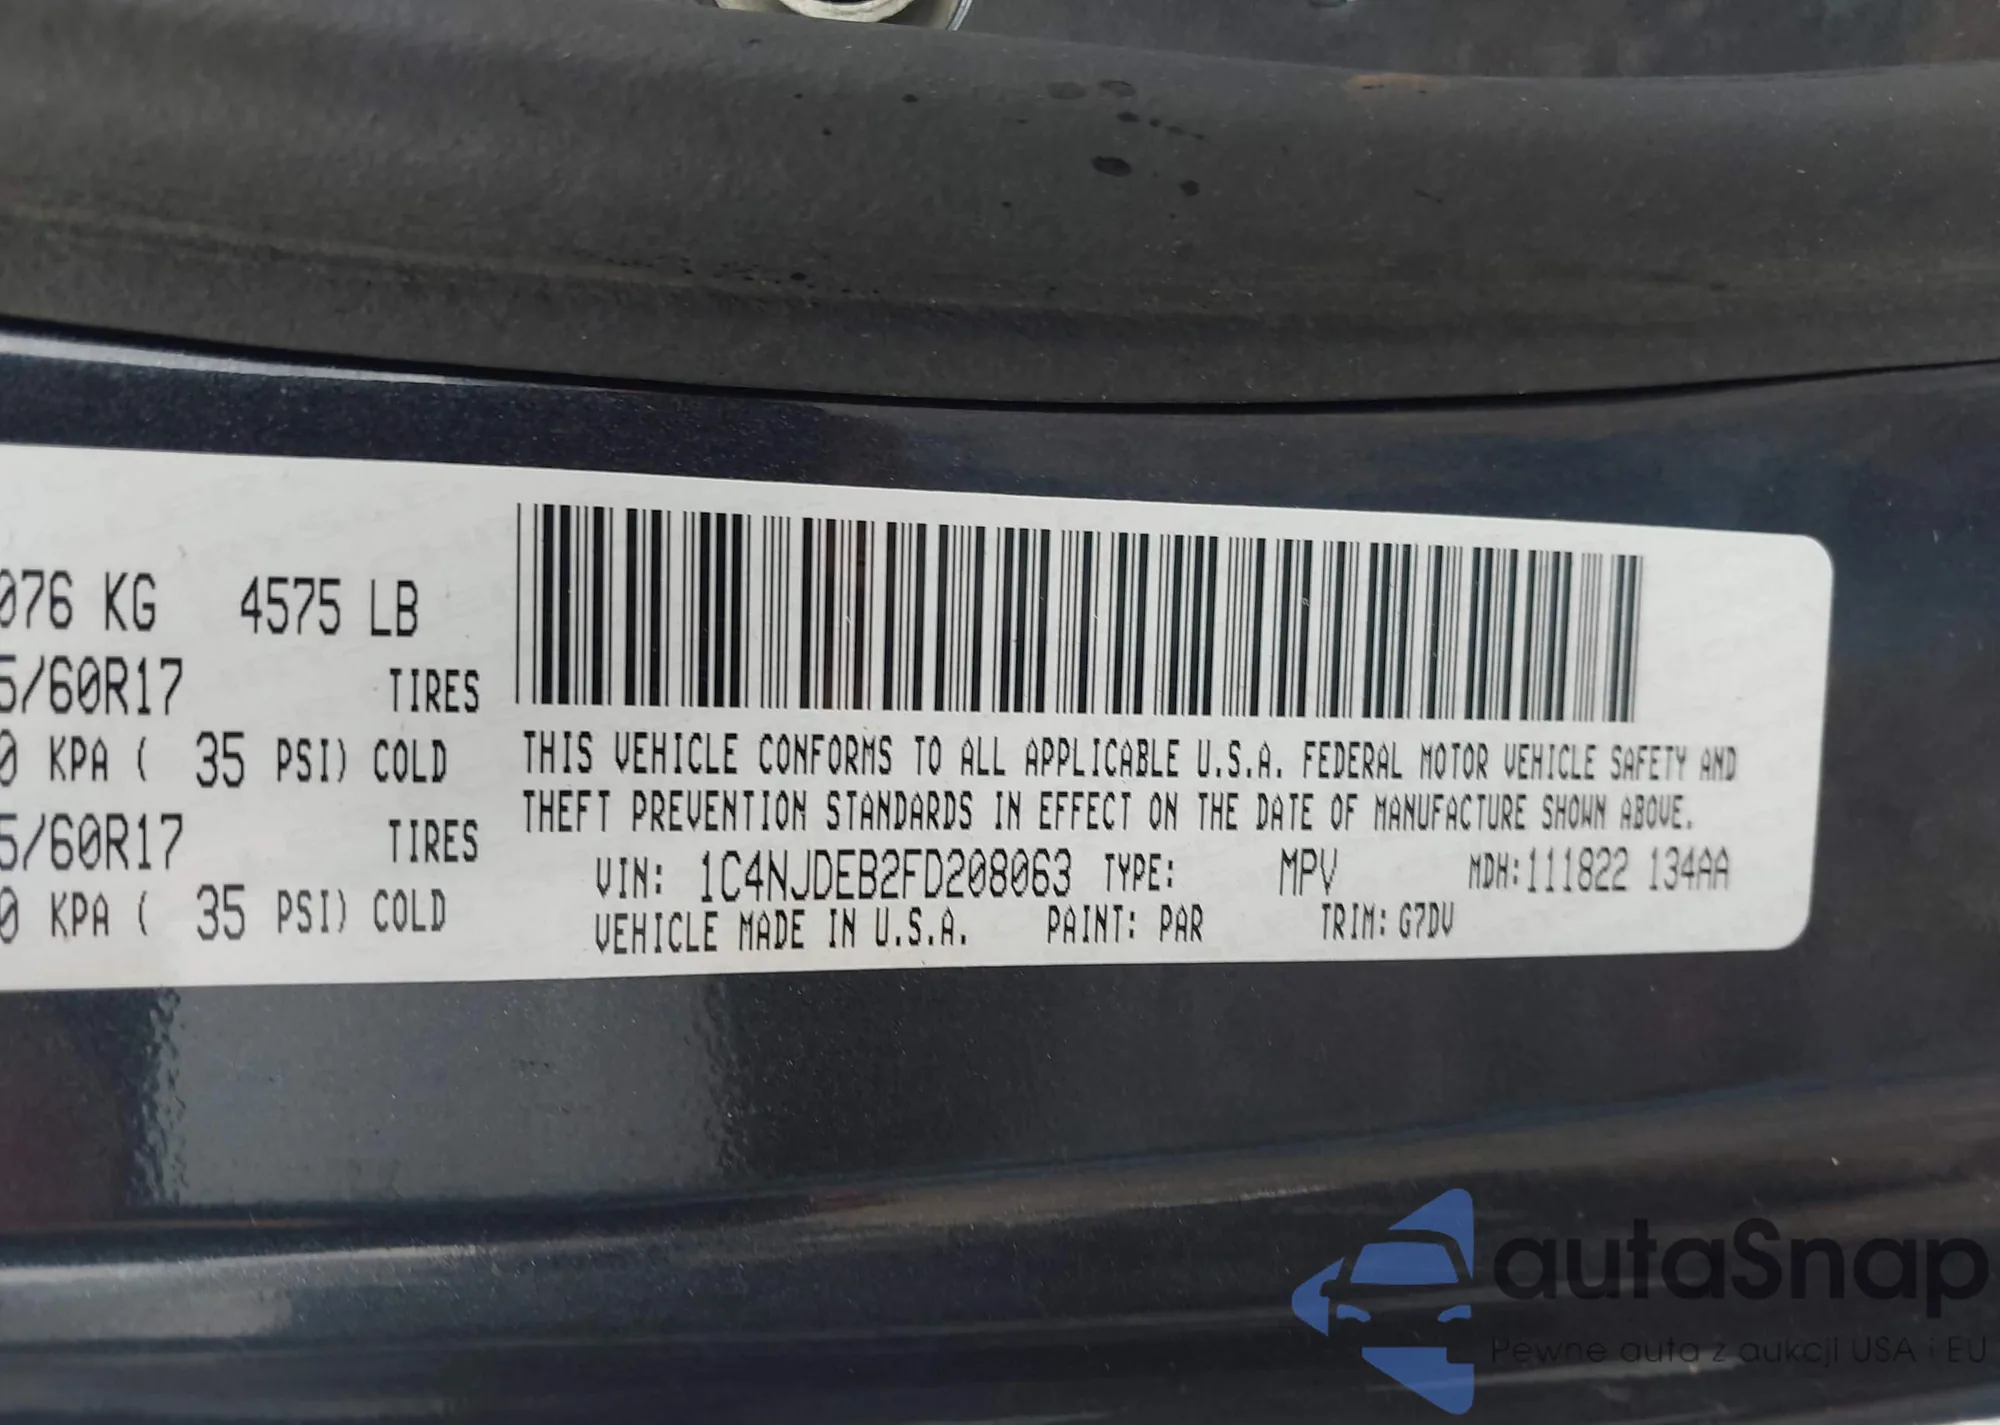 076 KG 4575 LB
5/60R17 TIRES
0 KPA ( 35 PSI) COLD
5/60R17 TIRES
0 KPA ( 35 PSI) COLD
THIS VEHICLE CONFORMS TO ALL APPLICABLE U.S.A. FEDERAL MOTOR VEHICLE SAFETY AND
THEFT PREVENTION STANDARDS IN EFFECT ON THE DATE OF MANUFACTURE SHOWN ABOVE.
VIN: 1C4NJDEB2FD208063 TYPE: MPV MDH:111822 134AA
VEHICLE MADE IN U.S.A. PAINT: PAR TRIM: G7DV
autaSnap
Pewne auta z aukcji USA i EU